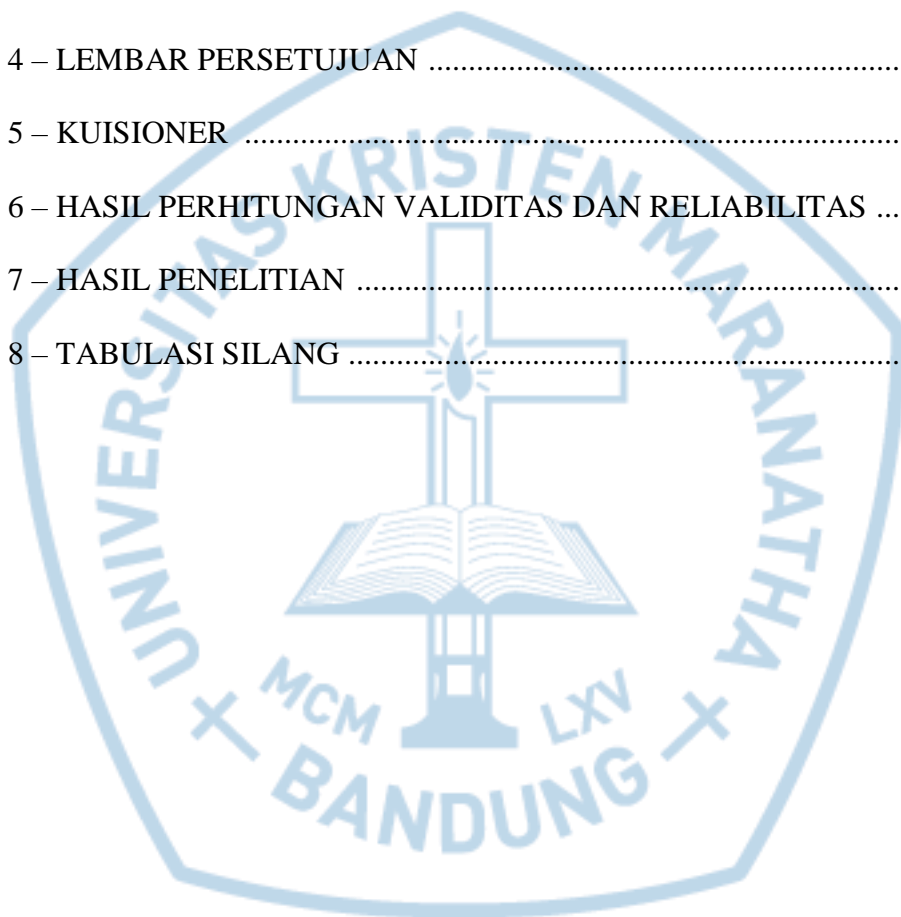 4 – LEMBAR PERSETUJUAN ............................................................
5 – KUISIONER ...................................................................................
6 – HASIL PERHITUNGAN VALIDITAS DAN RELIABILITAS ...
7 – HASIL PENELITIAN .....................................................................
8 – TABULASI SILANG ......................................................................
UNIVERSITAS KRISTEN MARANATHA
MCM LXV
BANDUNG